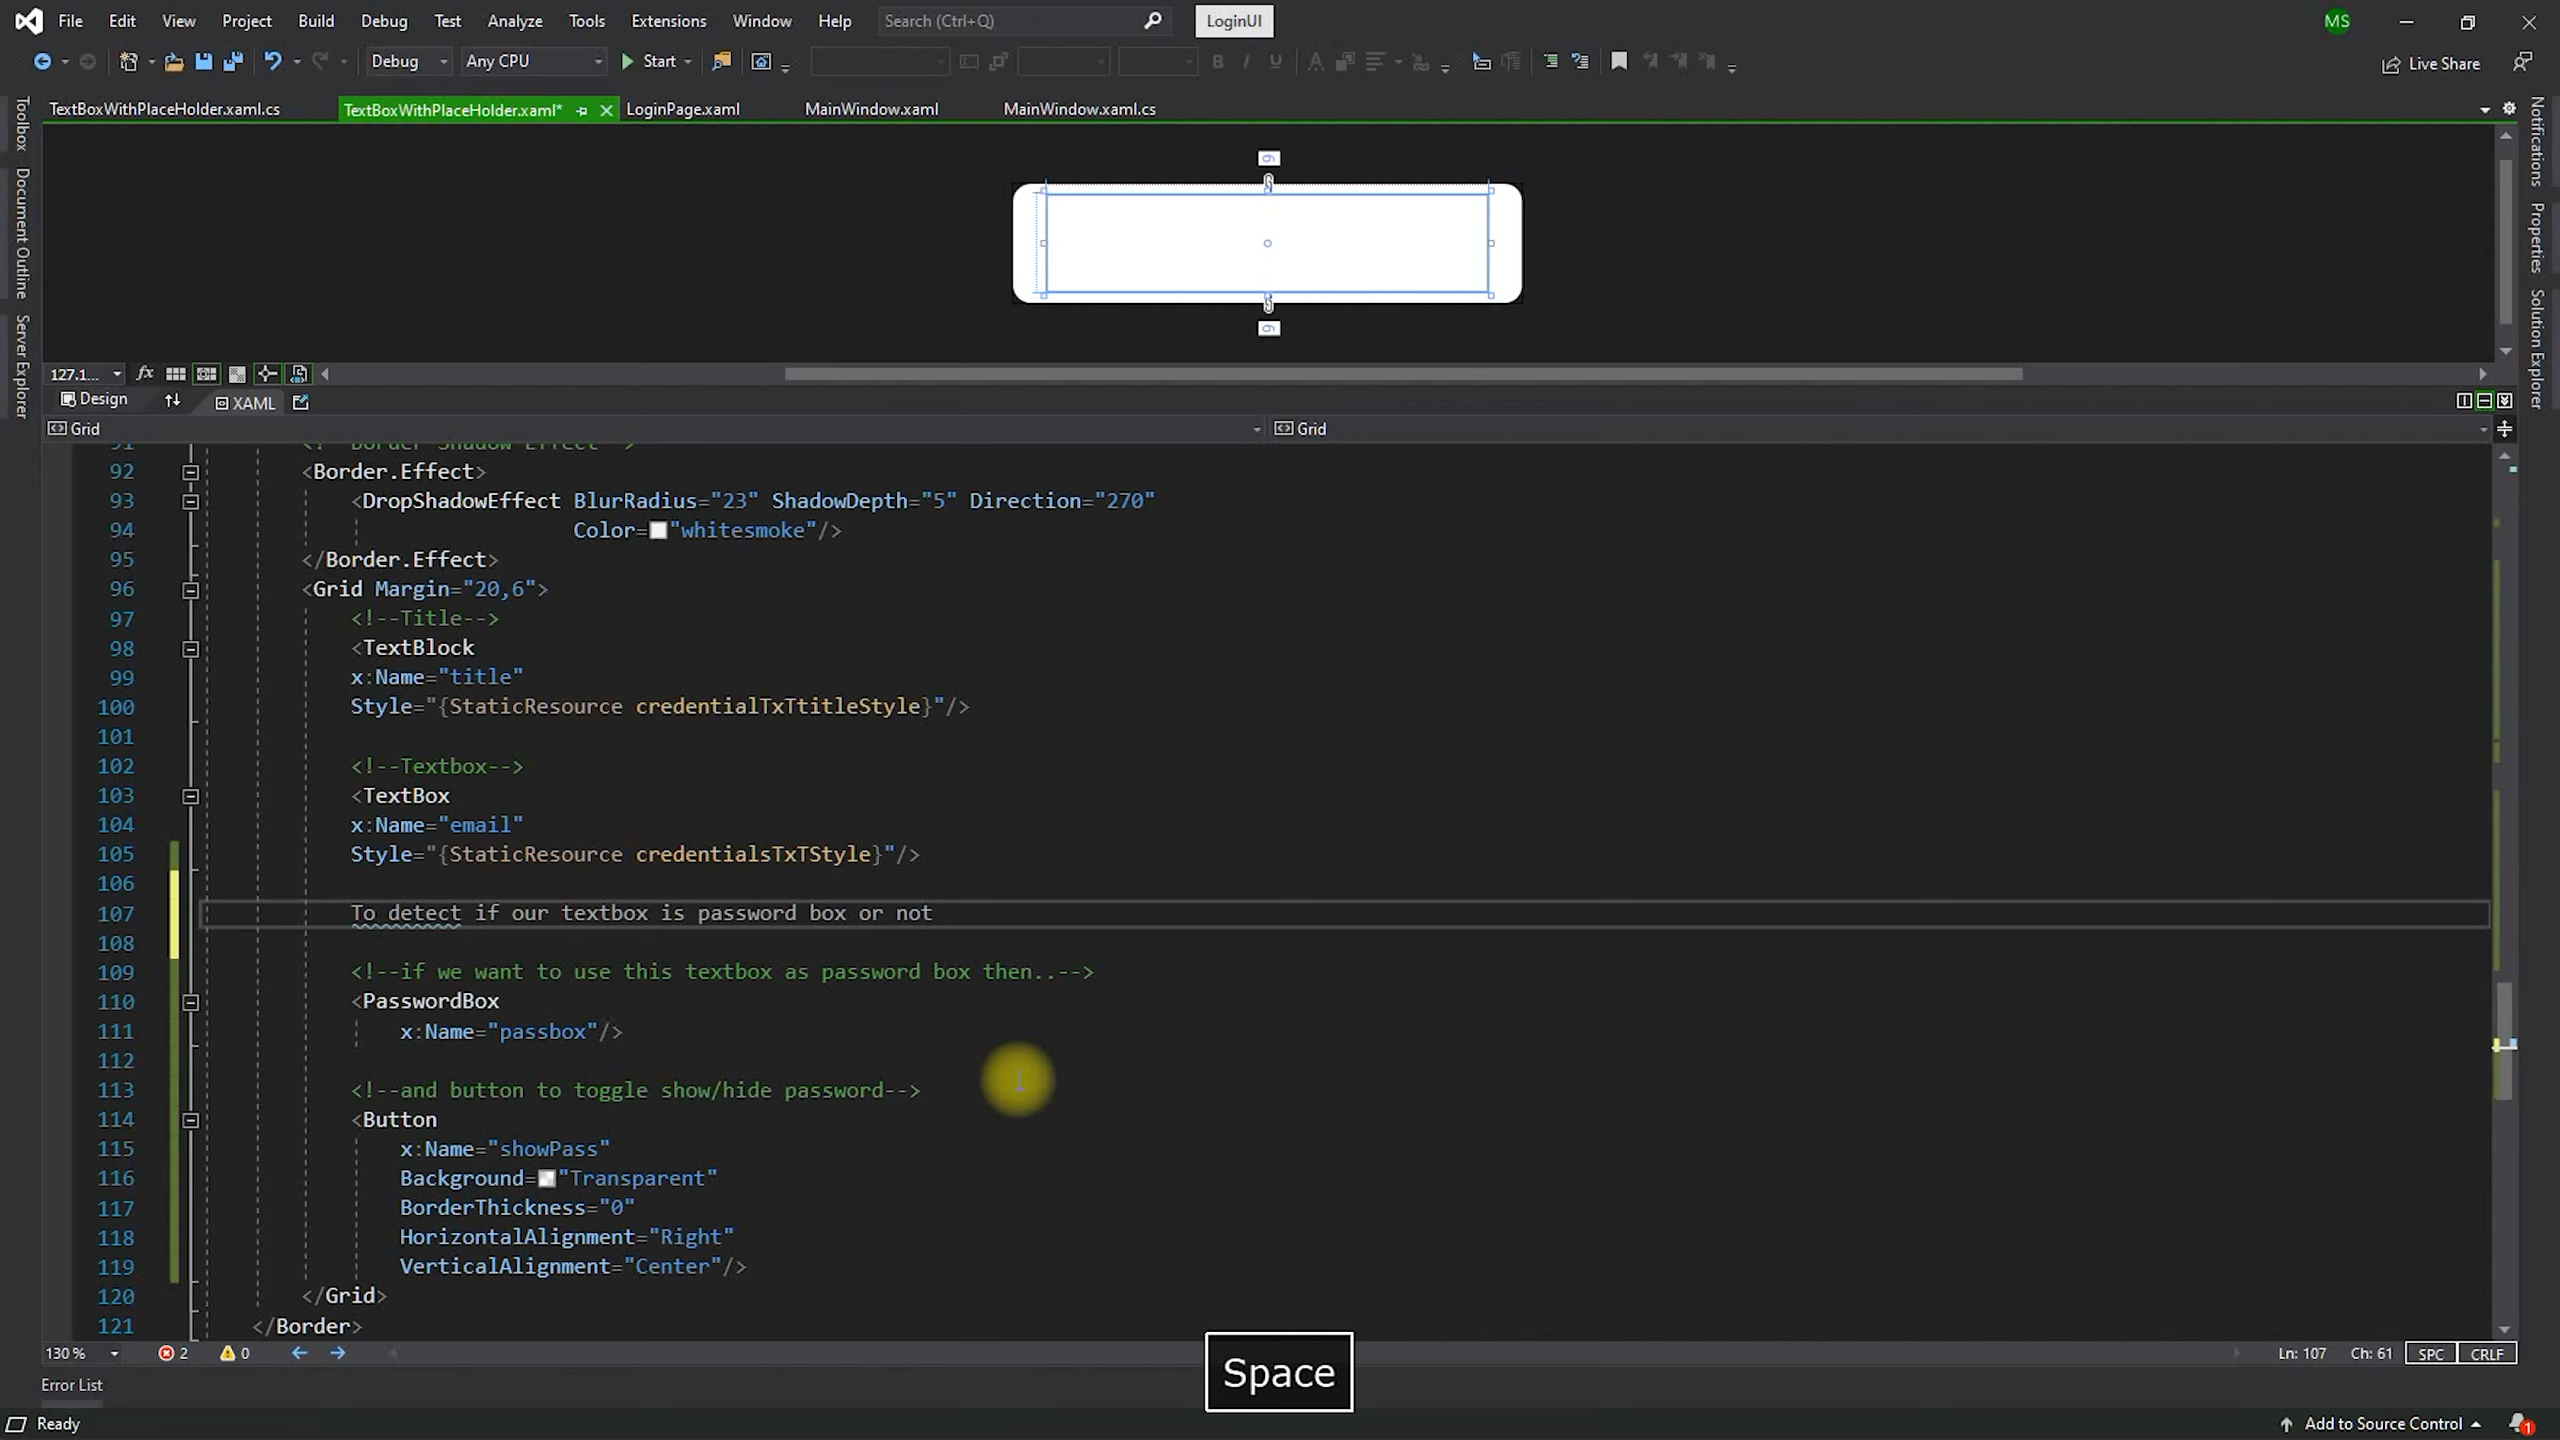 File Edit View Project Build Debug Test Analyze Tools Extensions Window Help Search (Ctrl+Q) LoginUI MS
Debug Any CPU Start B I U A Live Share
TextBoxWithPlaceHolder.xaml.cs TextBoxWithPlaceHolder.xaml* LoginPage.xaml MainWindow.xaml MainWindow.xaml.cs
Toolbox
Document Outline
Server Explorer
Notifications
Properties
Solution Explorer
6
6
127.1... fx
Design XAML
Grid Grid
91 <!--Border Shadow Effect-->
92 <Border.Effect>
93 <DropShadowEffect BlurRadius="23" ShadowDepth="5" Direction="270"
94 Color="whitesmoke"/>
95 </Border.Effect>
96 <Grid Margin="20,6">
97 <!--Title-->
98 <TextBlock
99 x:Name="title"
100 Style="{StaticResource credentialTxTtitleStyle}"/>
101
102 <!--Textbox-->
103 <TextBox
104 x:Name="email"
105 Style="{StaticResource credentialsTxTStyle}"/>
106
107 To detect if our textbox is password box or not
108
109 <!--if we want to use this textbox as password box then..-->
110 <PasswordBox
111 x:Name="passbox"/>
112
113 <!--and button to toggle show/hide password-->
114 <Button
115 x:Name="showPass"
116 Background="Transparent"
117 BorderThickness="0"
118 HorizontalAlignment="Right"
119 VerticalAlignment="Center"/>
120 </Grid>
121 </Border>
130 % 2 0 Ln: 107 Ch: 61 SPC CRLF
Space
Error List
Ready Add to Source Control 1